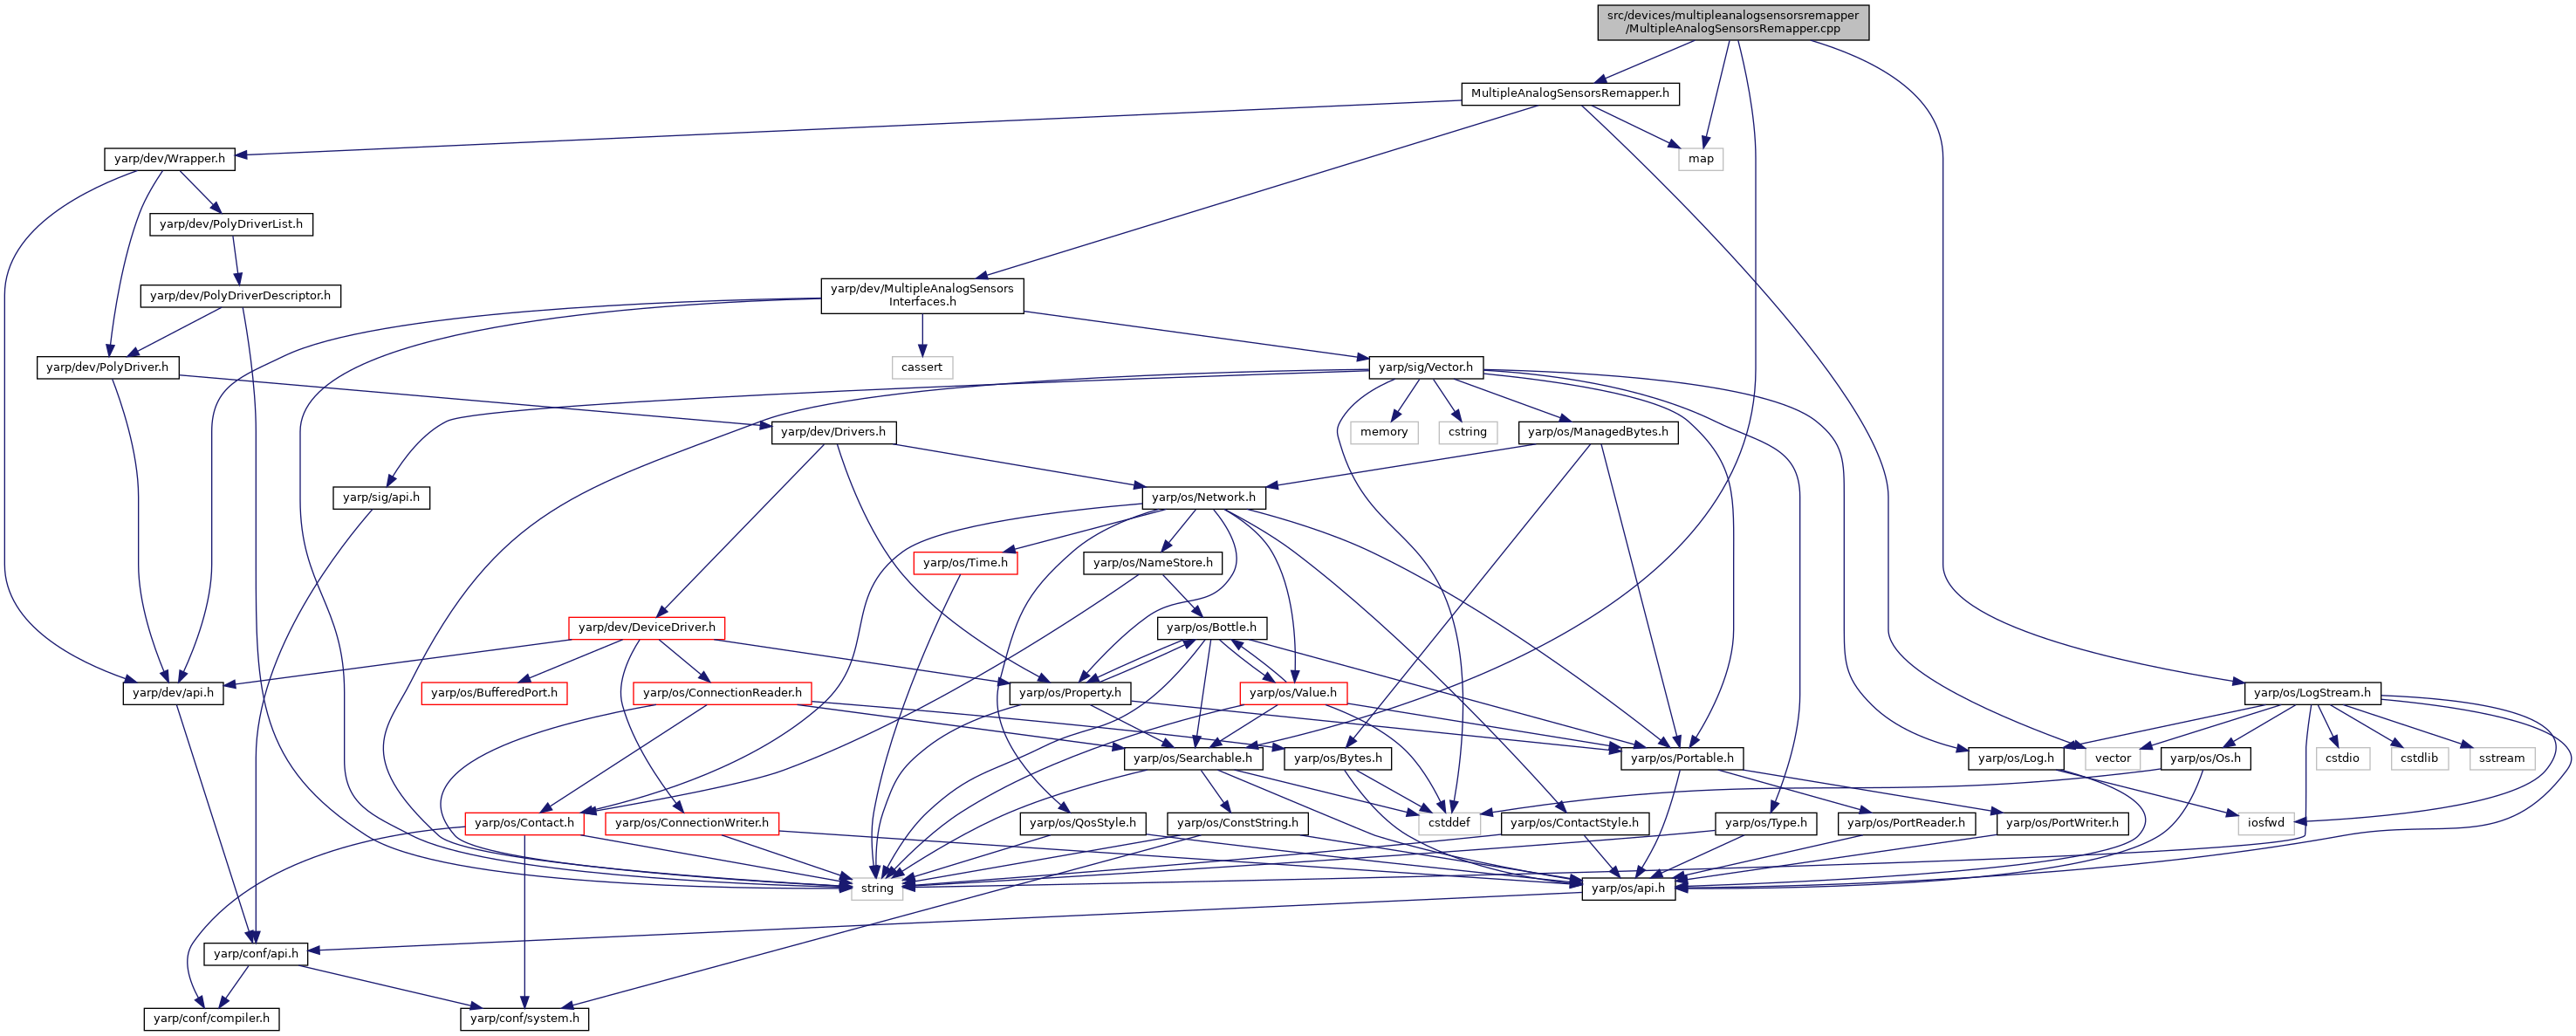 src/devices/multipleanalogsensorsremapper
/MultipleAnalogSensorsRemapper.cpp
MultipleAnalogSensorsRemapper.h
yarp/dev/Wrapper.h
map
yarp/dev/PolyDriverList.h
yarp/dev/PolyDriverDescriptor.h
yarp/dev/MultipleAnalogSensors
Interfaces.h
yarp/dev/PolyDriver.h
cassert
yarp/sig/Vector.h
yarp/dev/Drivers.h
memory
cstring
yarp/os/ManagedBytes.h
yarp/sig/api.h
yarp/os/Network.h
yarp/os/Time.h
yarp/os/NameStore.h
yarp/dev/DeviceDriver.h
yarp/os/Bottle.h
yarp/dev/api.h
yarp/os/BufferedPort.h
yarp/os/ConnectionReader.h
yarp/os/Property.h
yarp/os/Value.h
yarp/os/LogStream.h
yarp/os/Searchable.h
yarp/os/Bytes.h
yarp/os/Portable.h
yarp/os/Log.h
vector
yarp/os/Os.h
cstdio
cstdlib
sstream
yarp/os/Contact.h
yarp/os/ConnectionWriter.h
yarp/os/QosStyle.h
yarp/os/ConstString.h
cstddef
yarp/os/ContactStyle.h
yarp/os/Type.h
yarp/os/PortReader.h
yarp/os/PortWriter.h
iosfwd
string
yarp/os/api.h
yarp/conf/api.h
yarp/conf/compiler.h
yarp/conf/system.h